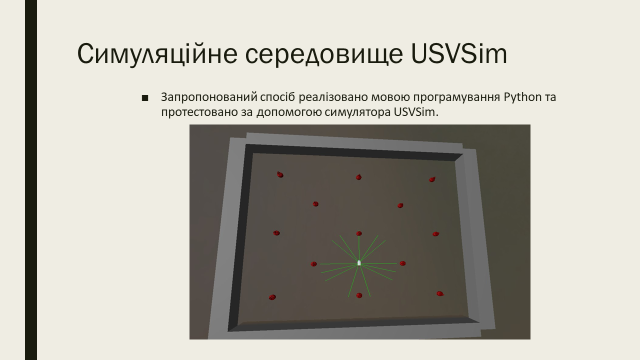 Симуляційне середовище USVSim
Запропонований спосіб реалізовано мовою програмування Python та
протестовано за допомогою симулятора USVSim.